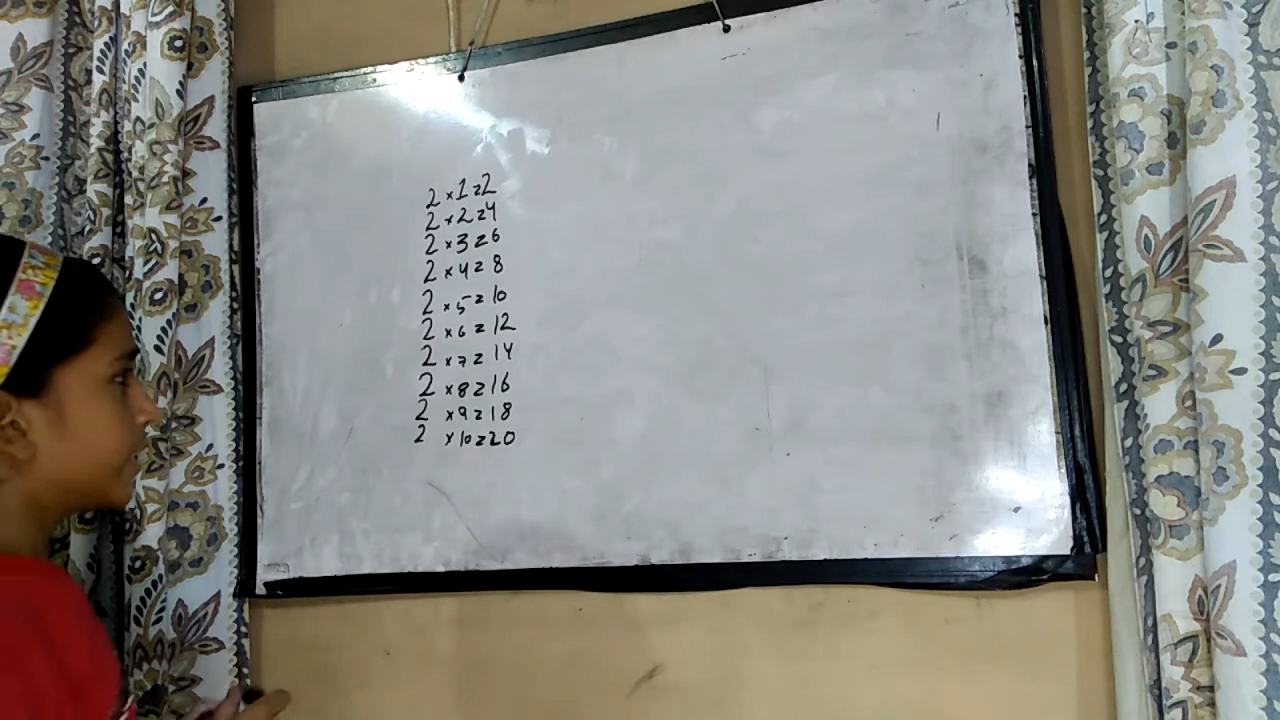 2 × 1 = 2
2 × 2 = 4
2 × 3 = 6
2 × 4 = 8
2 × 5 = 10
2 × 6 = 12
2 × 7 = 14
2 × 8 = 16
2 × 9 = 18
2 × 10 = 20